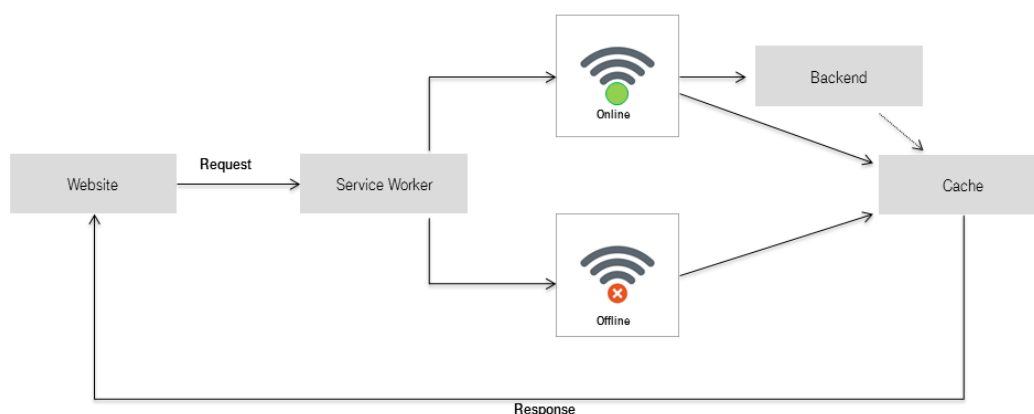 Online
Backend
Request
Website
Service Worker
Cache
Offline
Response